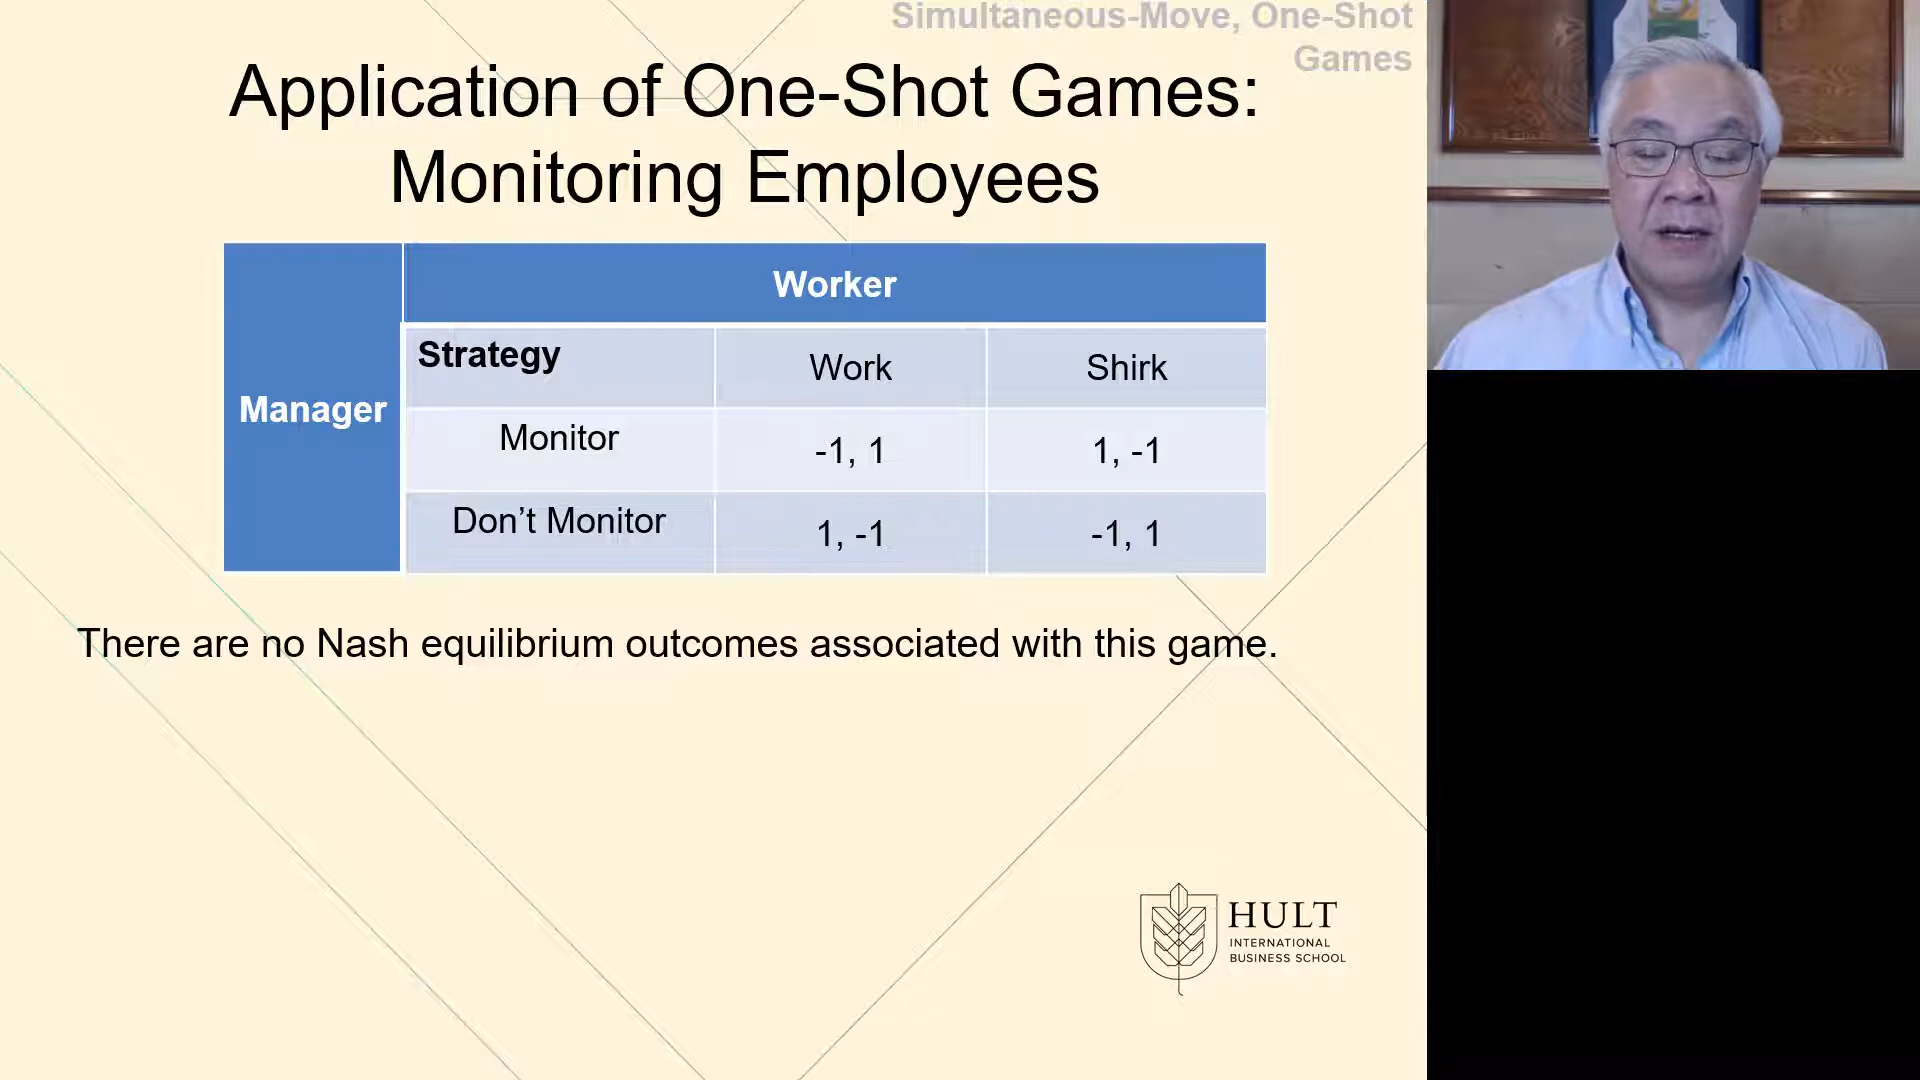 Simultaneous-Move, One-Shot
Games
Application of One-Shot Games:
Monitoring Employees
Worker
Manager
Strategy Work Shirk
Monitor -1, 1 1, -1
Don’t Monitor 1, -1 -1, 1
There are no Nash equilibrium outcomes associated with this game.
HULT
INTERNATIONAL
BUSINESS SCHOOL